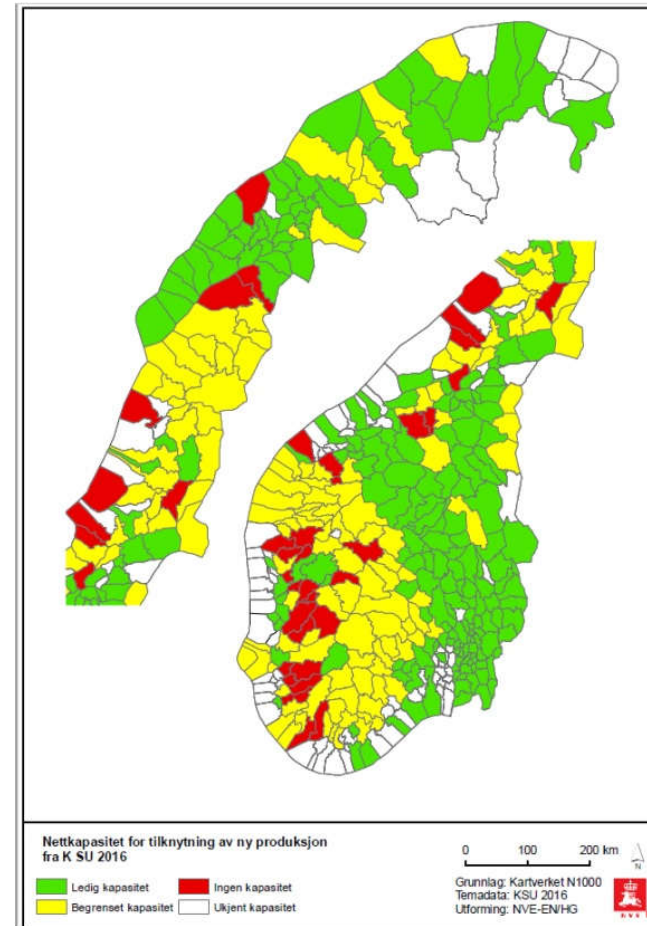 Nettkapasitet for tilknytning av ny produksjon
fra K SU 2016
Ledig kapasitet
Ingen kapasitet
Begrenset kapasitet
Ukjent kapasitet
0 100 200 km
N
Grunnlag: Kartverket N1000
Temadata: KSU 2016
Utforming: NVE-EN/HG
N V E